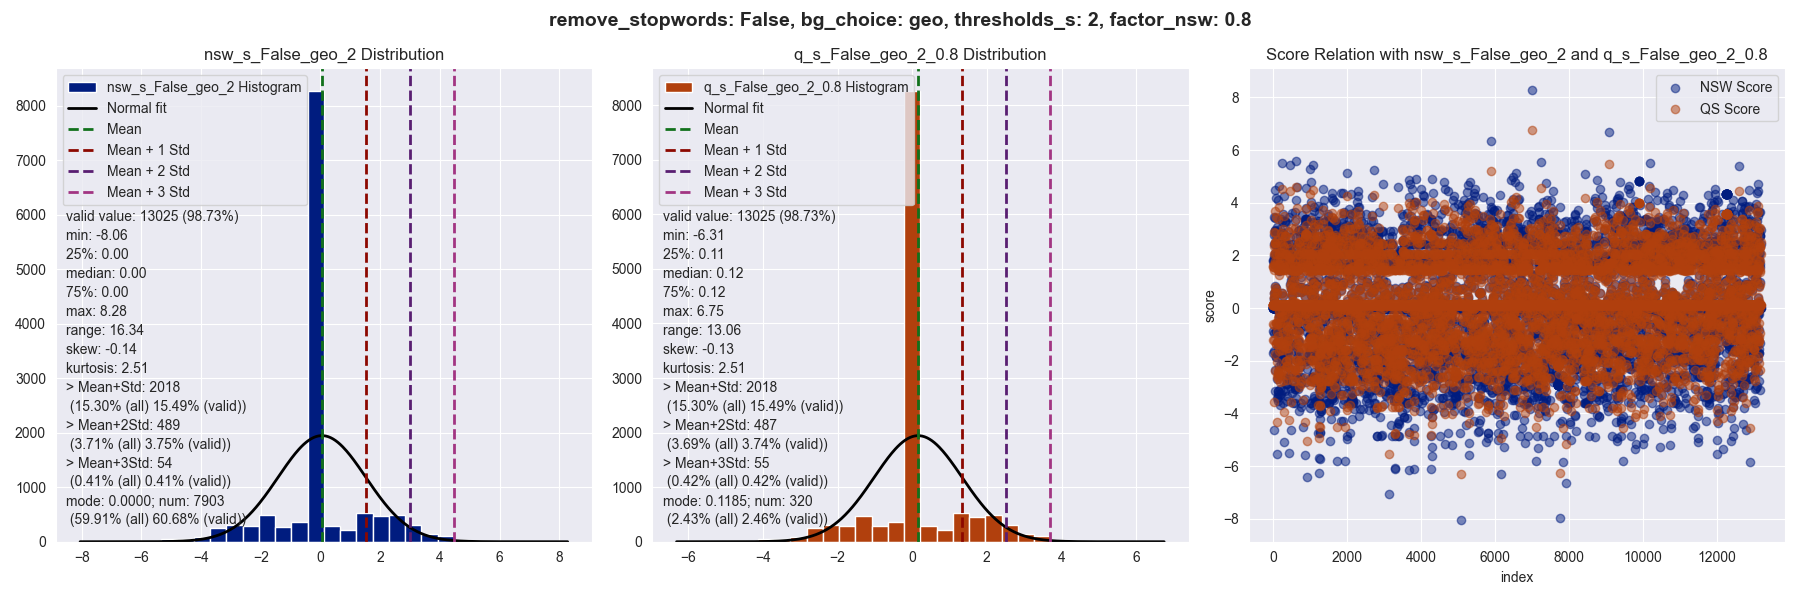 remove_stopwords: False, bg_choice: geo, thresholds_s: 2, factor_nsw: 0.8
nsw_s_False_geo_2 Distribution
nsw_s_False_geo_2 Histogram
Normal fit
Mean
Mean + 1 Std
Mean + 2 Std
Mean + 3 Std
valid value: 13025 (98.73%)
min: -8.06
25%: 0.00
median: 0.00
75%: 0.00
max: 8.28
range: 16.34
skew: -0.14
kurtosis: 2.51
> Mean+Std: 2018
(15.30% (all) 15.49% (valid))
> Mean+2Std: 489
(3.71% (all) 3.75% (valid))
> Mean+3Std: 54
(0.41% (all) 0.41% (valid))
mode: 0.0000; num: 7903
(59.91% (all) 60.68% (valid))
8000
7000
6000
5000
4000
3000
2000
1000
0
−8 −6 −4 −2 0 2 4 6 8
q_s_False_geo_2_0.8 Distribution
q_s_False_geo_2_0.8 Histogram
Normal fit
Mean
Mean + 1 Std
Mean + 2 Std
Mean + 3 Std
valid value: 13025 (98.73%)
min: -6.31
25%: 0.11
median: 0.12
75%: 0.12
max: 6.75
range: 13.06
skew: -0.13
kurtosis: 2.51
> Mean+Std: 2018
(15.30% (all) 15.49% (valid))
> Mean+2Std: 487
(3.69% (all) 3.74% (valid))
> Mean+3Std: 55
(0.42% (all) 0.42% (valid))
mode: 0.1185; num: 320
(2.43% (all) 2.46% (valid))
8000
7000
6000
5000
4000
3000
2000
1000
0
−6 −4 −2 0 2 4 6
Score Relation with nsw_s_False_geo_2 and q_s_False_geo_2_0.8
NSW Score
QS Score
8
6
4
2
0
−2
−4
−6
−8
score
0 2000 4000 6000 8000 10000 12000
index